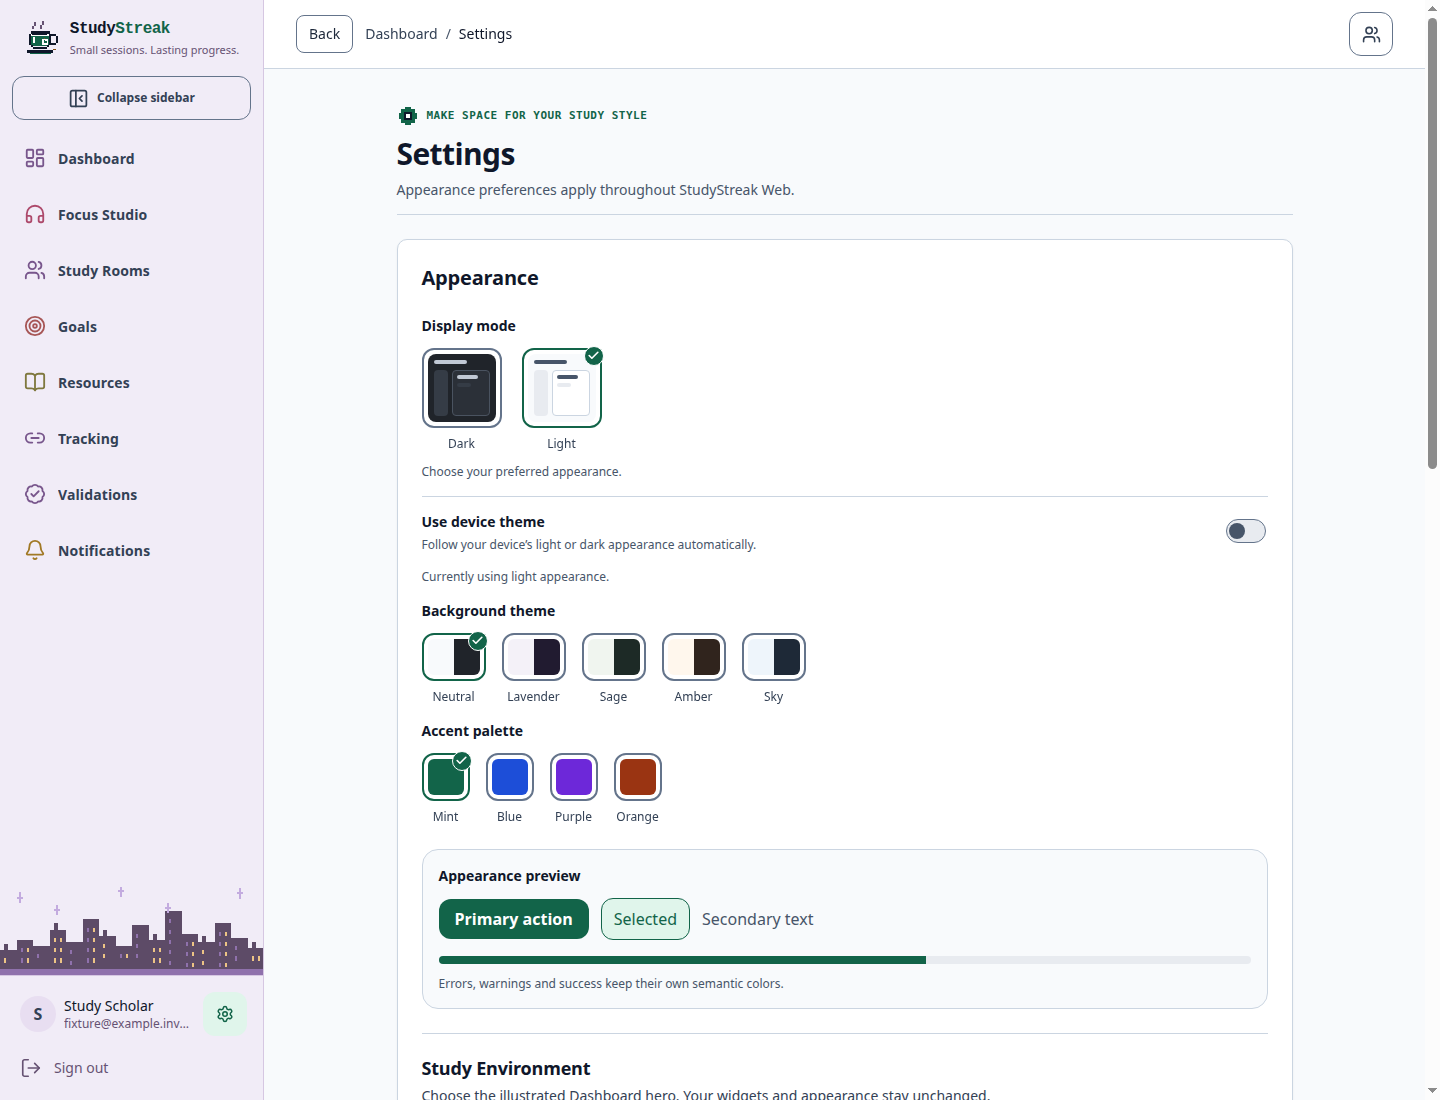 StudyStreak
Small sessions. Lasting progress.
Collapse sidebar
Dashboard
Focus Studio
Study Rooms
Goals
Resources
Tracking
Validations
Notifications
S
Study Scholar
fixture@example.inv...
Sign out
Back
Dashboard / Settings
MAKE SPACE FOR YOUR STUDY STYLE
Settings
Appearance preferences apply throughout StudyStreak Web.
Appearance
Display mode
Dark
Light
Choose your preferred appearance.
Use device theme
Follow your device’s light or dark appearance automatically.
Currently using light appearance.
Background theme
Neutral
Lavender
Sage
Amber
Sky
Accent palette
Mint
Blue
Purple
Orange
Appearance preview
Primary action
Selected
Secondary text
Errors, warnings and success keep their own semantic colors.
Study Environment
Choose the illustrated Dashboard hero. Your widgets and appearance stay unchanged.